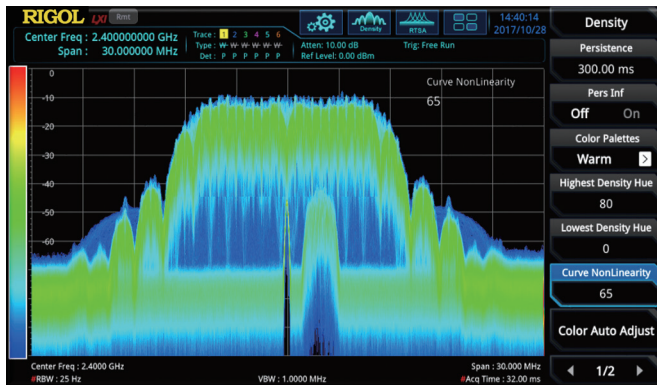 RIGOL LXI Rmt
Density
RTSA
14:40:14
2017/10/28
Center Freq : 2.400000000 GHz
Span : 30.000000 MHz
Trace : 1 2 3 4 5 6
Type : W W W W W W
Det : P P P P P P
Atten: 10.00 dB
Ref Level: 0.00 dBm
Trig: Free Run
0
-10
-20
-30
-40
-50
-60
Curve NonLinearity
65
Center Freq : 2.4000 GHz
#RBW : 25 Hz
VBW : 1.0000 MHz
Span : 30.000 MHz
#Acq Time : 32.00 ms
Density
Persistence
300.00 ms
Pers Inf
Off On
Color Palettes
Warm
Highest Density Hue
80
Lowest Density Hue
0
Curve NonLinearity
65
Color Auto Adjust
1/2